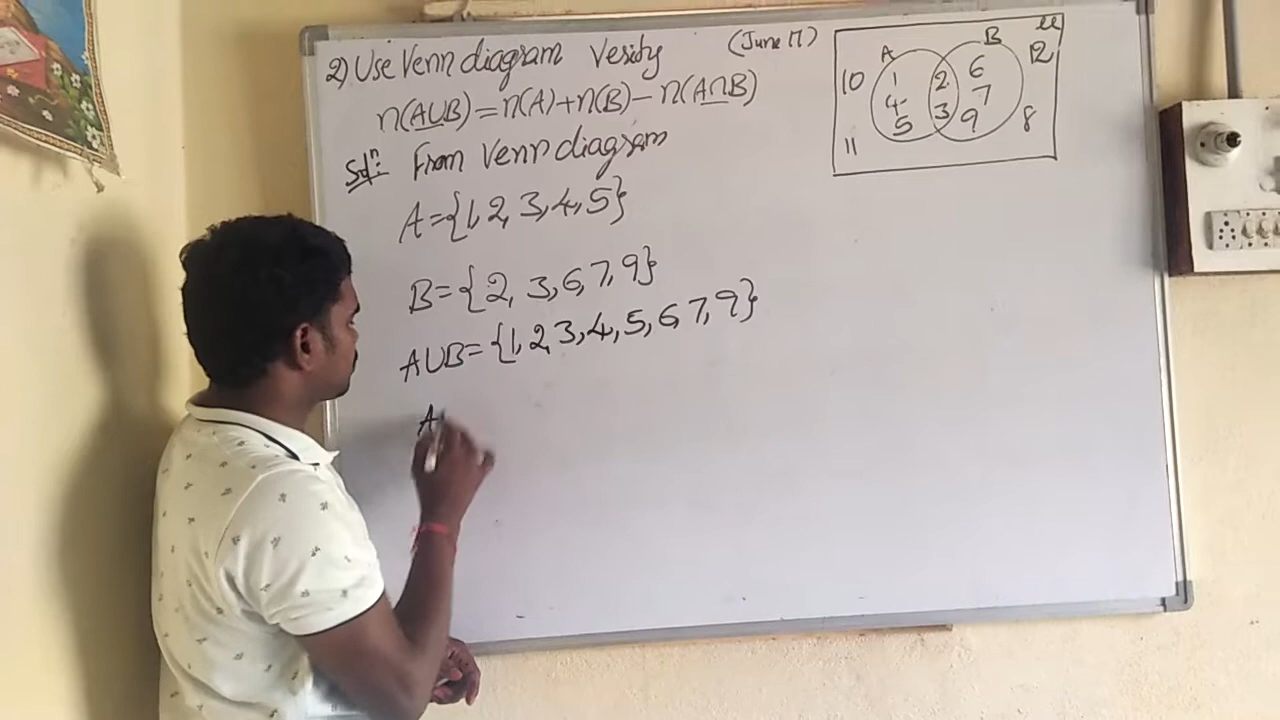 2) Use Venn diagram Verify (June 17)
n(A∪B) = n(A) + n(B) - n(A∩B)
Solⁿ: From Venn diagram
A = {1, 2, 3, 4, 5}
B = {2, 3, 6, 7, 9}
A∪B = {1, 2, 3, 4, 5, 6, 7, 9}
A
A B μ
10 1 2 6 12
4 3 7
5 9 8
11